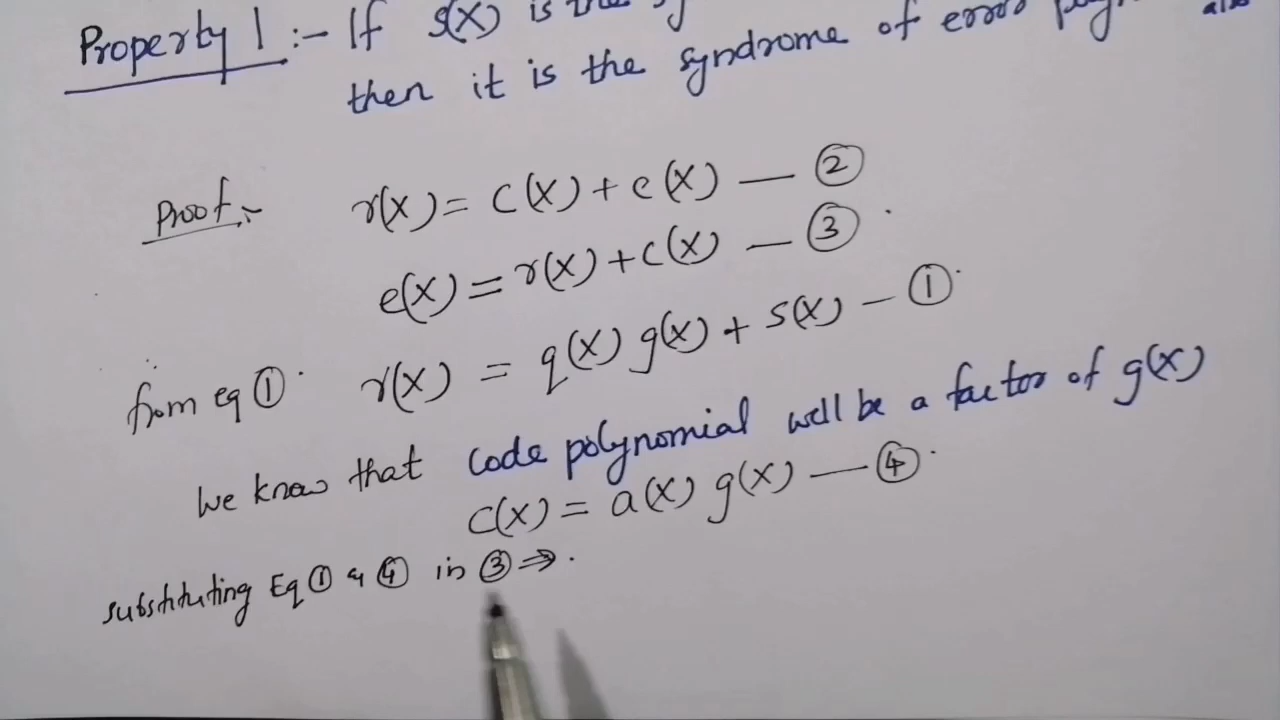 Property 1 :- If S(X) is the
then it is the syndrome of error also
Proof:- r(X) = C(X) + e(X) — ②
e(X) = r(X) + C(X) — ③
from eq ① r(X) = q(X) g(X) + S(X) — ①
We know that Code polynomial will be a factor of g(X)
C(X) = a(X) g(X) — ④
substituting Eq ① & ④ in ③ ⇒